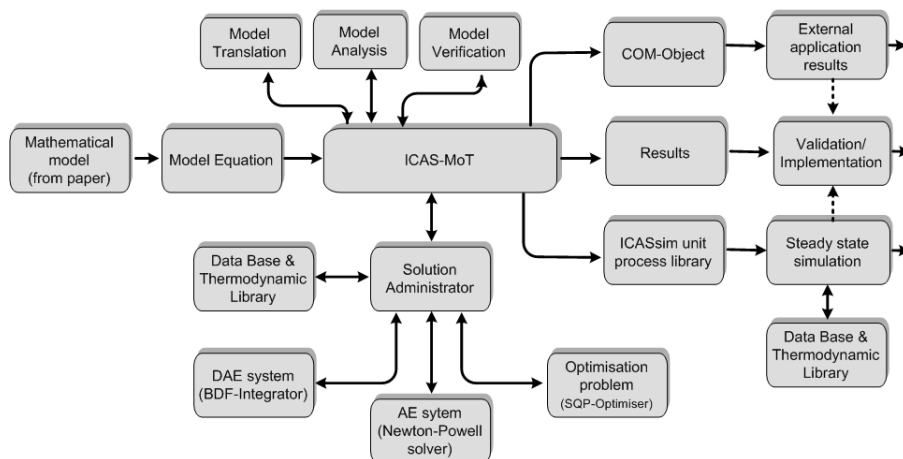 Model
Translation
Model
Analysis
Model
Verification
COM-Object
External
application
results
Mathematical
model
(from paper)
Model Equation
ICAS-MoT
Results
Validation/
Implementation
Data Base &
Thermodynamic
Library
Solution
Administrator
ICASsim unit
process library
Steady state
simulation
DAE system
(BDF-Integrator)
AE sytem
(Newton-Powell
solver)
Optimisation
problem
(SQP-Optimiser)
Data Base &
Thermodynamic
Library